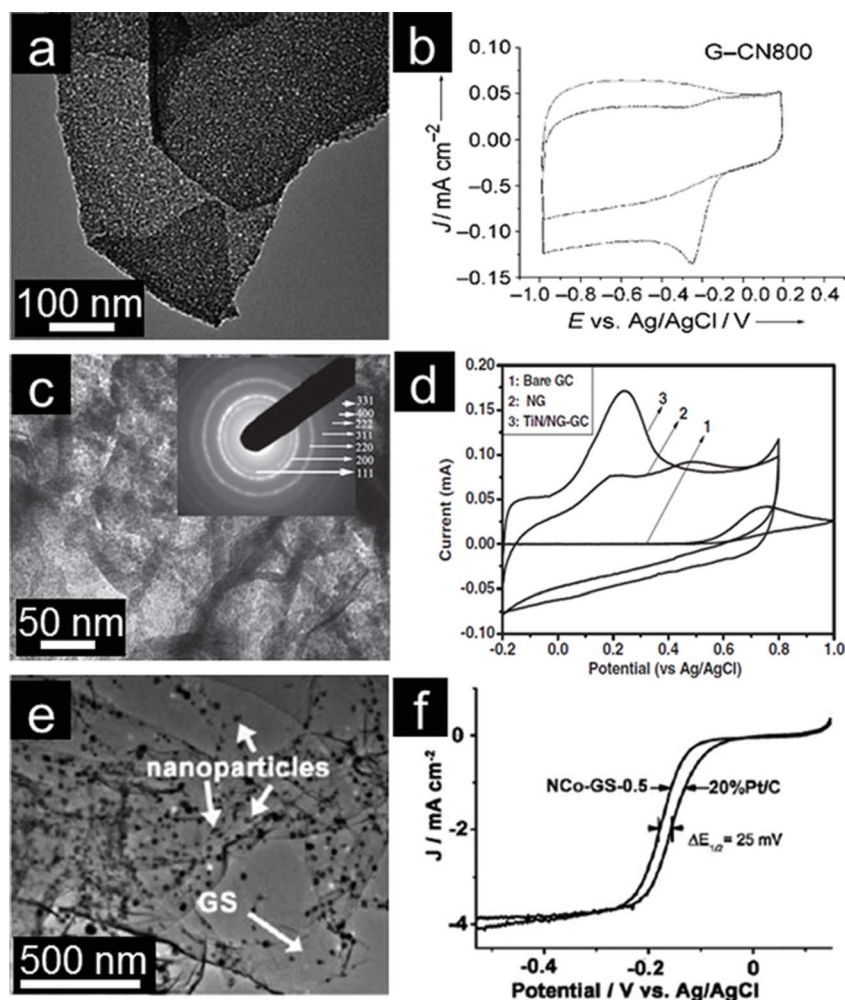 a
100 nm
b
G–CN800
J/ mA cm⁻²
0.10
0.05
0.00
−0.5
−0.10
−0.15
−1.0 −0.8 −0.6 −0.4 −0.2 0.0 0.2 0.4
E vs. Ag/AgCl / V
c
331
400
222
311
220
200
111
50 nm
d
1: Bare GC
2: NG
3: TiN/NG-GC
3 2 1
Current (mA)
0.20
0.15
0.10
0.05
0.00
-0.05
-0.10
-0.2 0.0 0.2 0.4 0.6 0.8 1.0
Potential (vs Ag/AgCl)
e
nanoparticles
GS
500 nm
f
J / mA cm⁻²
0
-2
-4
NCo-GS-0.5 20%Pt/C
ΔE1/2 = 25 mV
-0.4 -0.2 0
Potential / V vs. Ag/AgCl